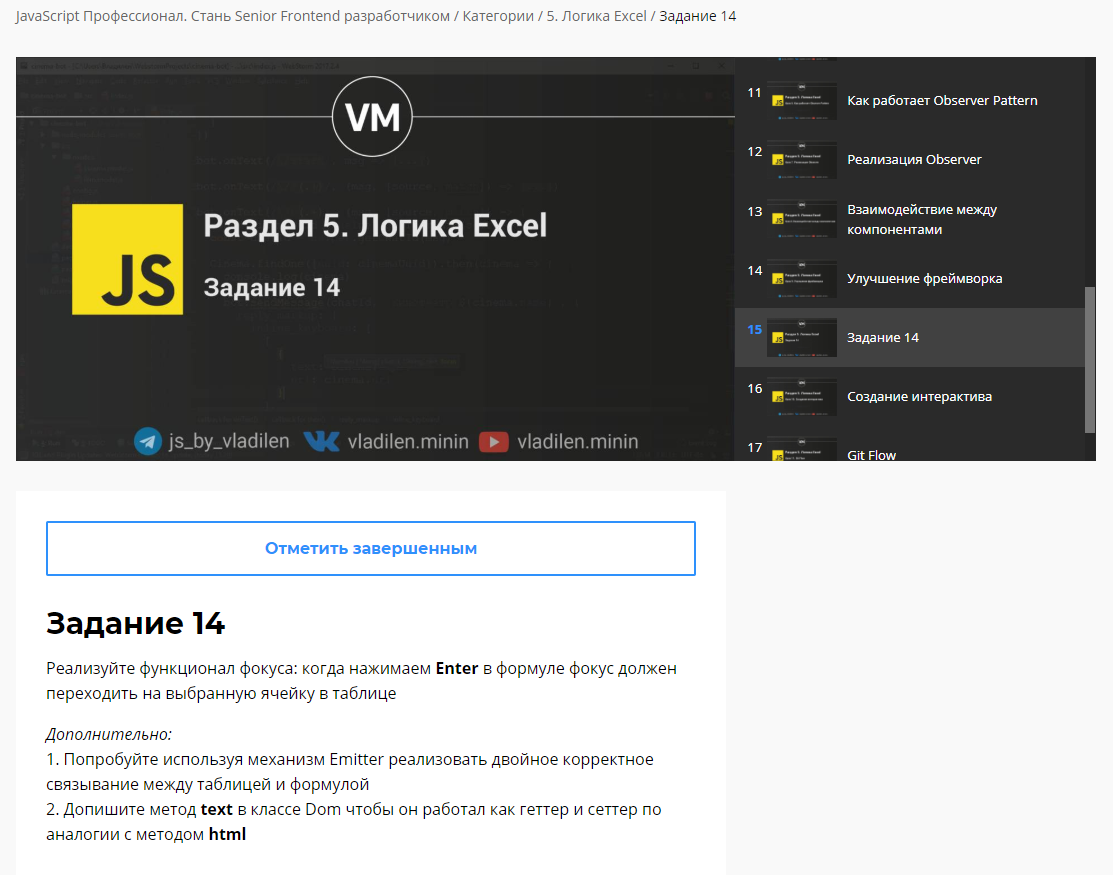 JavaScript Профессионал. Стань Senior Frontend разработчиком / Категории / 5. Логика Excel / Задание 14
VM
JS
Раздел 5. Логика Excel
Задание 14
js_by_vladilen
vladilen.minin
vladilen.minin
11
Как работает Observer Pattern
12
Реализация Observer
13
Взаимодействие между
компонентами
14
Улучшение фреймворка
15
Задание 14
16
Создание интерактива
17
Git Flow
Отметить завершенным
Задание 14
Реализуйте функционал фокуса: когда нажимаем Enter в формуле фокус должен
переходить на выбранную ячейку в таблице
Дополнительно:
1. Попробуйте используя механизм Emitter реализовать двойное корректное
связывание между таблицей и формулой
2. Допишите метод text в классе Dom чтобы он работал как геттер и сеттер по
аналогии с методом html